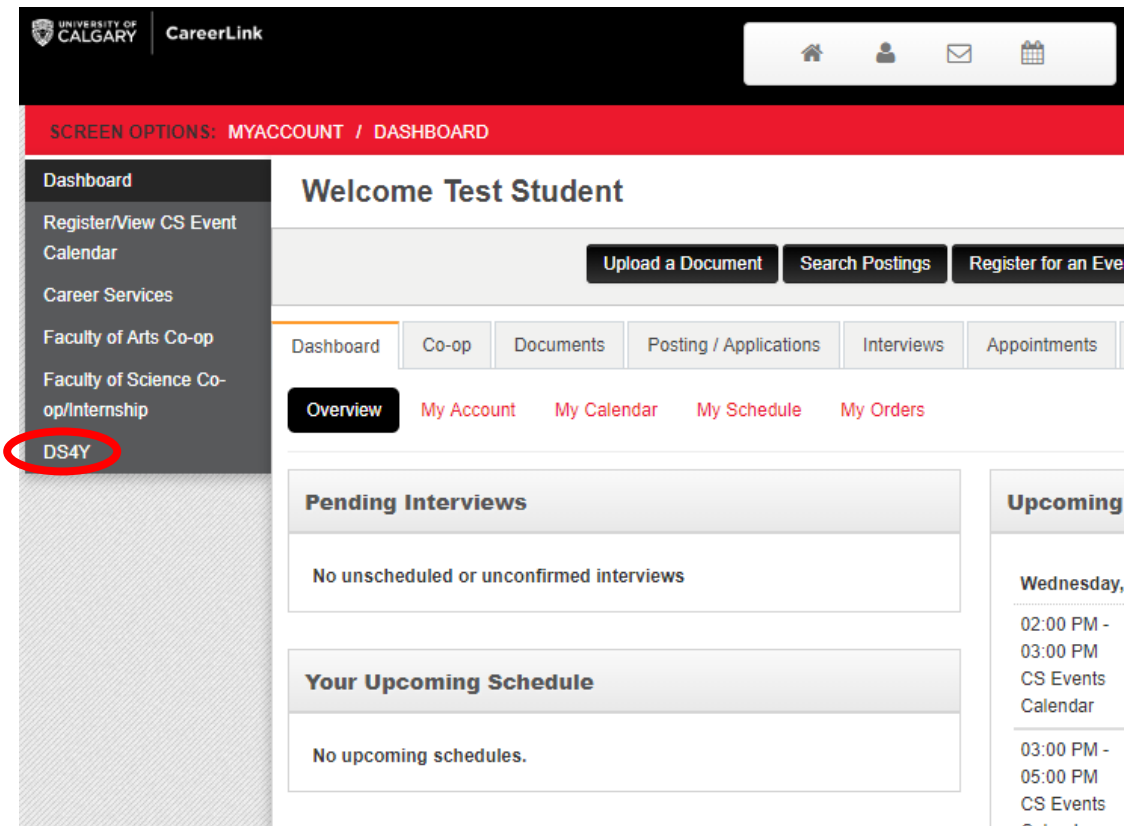 UNIVERSITY OF
CALGARY
CareerLink
SCREEN OPTIONS: MYACCOUNT / DASHBOARD
Dashboard
Register/View CS Event
Calendar
Career Services
Faculty of Arts Co-op
Faculty of Science Co-
op/Internship
DS4Y
Welcome Test Student
Upload a Document Search Postings Register for an Eve
Dashboard Co-op Documents Posting / Applications Interviews Appointments
Overview My Account My Calendar My Schedule My Orders
Pending Interviews
No unscheduled or unconfirmed interviews
Your Upcoming Schedule
No upcoming schedules.
Upcoming
Wednesday,
02:00 PM -
03:00 PM
CS Events
Calendar
03:00 PM -
05:00 PM
CS Events